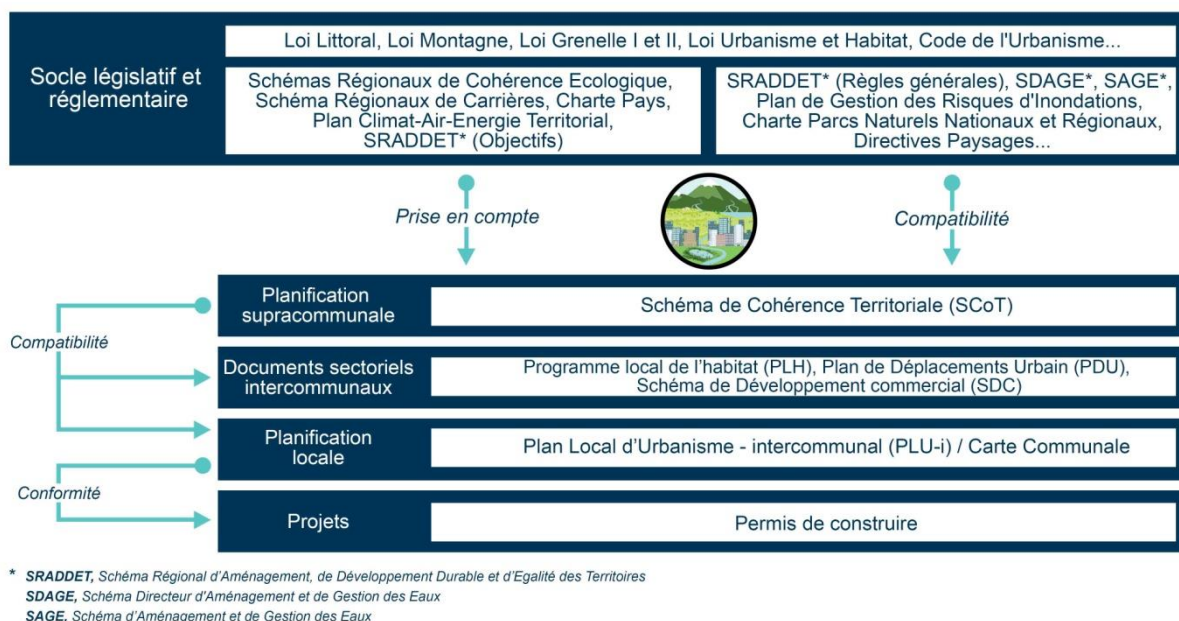 Socle législatif et
réglementaire
Loi Littoral, Loi Montagne, Loi Grenelle I et II, Loi Urbanisme et Habitat, Code de l'Urbanisme...
Schémas Régionaux de Cohérence Ecologique,
Schéma Régionaux de Carrières, Charte Pays,
Plan Climat-Air-Energie Territorial,
SRADDET* (Objectifs)
SRADDET* (Règles générales), SDAGE*, SAGE*,
Plan de Gestion des Risques d'Inondations,
Charte Parcs Naturels Nationaux et Régionaux,
Directives Paysages...
Prise en compte
Compatibilité
Planification
supracommunale
Schéma de Cohérence Territoriale (SCoT)
Compatibilité
Documents sectoriels
intercommunaux
Programme local de l'habitat (PLH), Plan de Déplacements Urbain (PDU),
Schéma de Développement commercial (SDC)
Planification
locale
Plan Local d'Urbanisme - intercommunal (PLU-i) / Carte Communale
Conformité
Projets
Permis de construire
* SRADDET, Schéma Régional d'Aménagement, de Développement Durable et d'Egalité des Territoires
SDAGE, Schéma Directeur d'Aménagement et de Gestion des Eaux
SAGE, Schéma d'Aménagement et de Gestion des Eaux